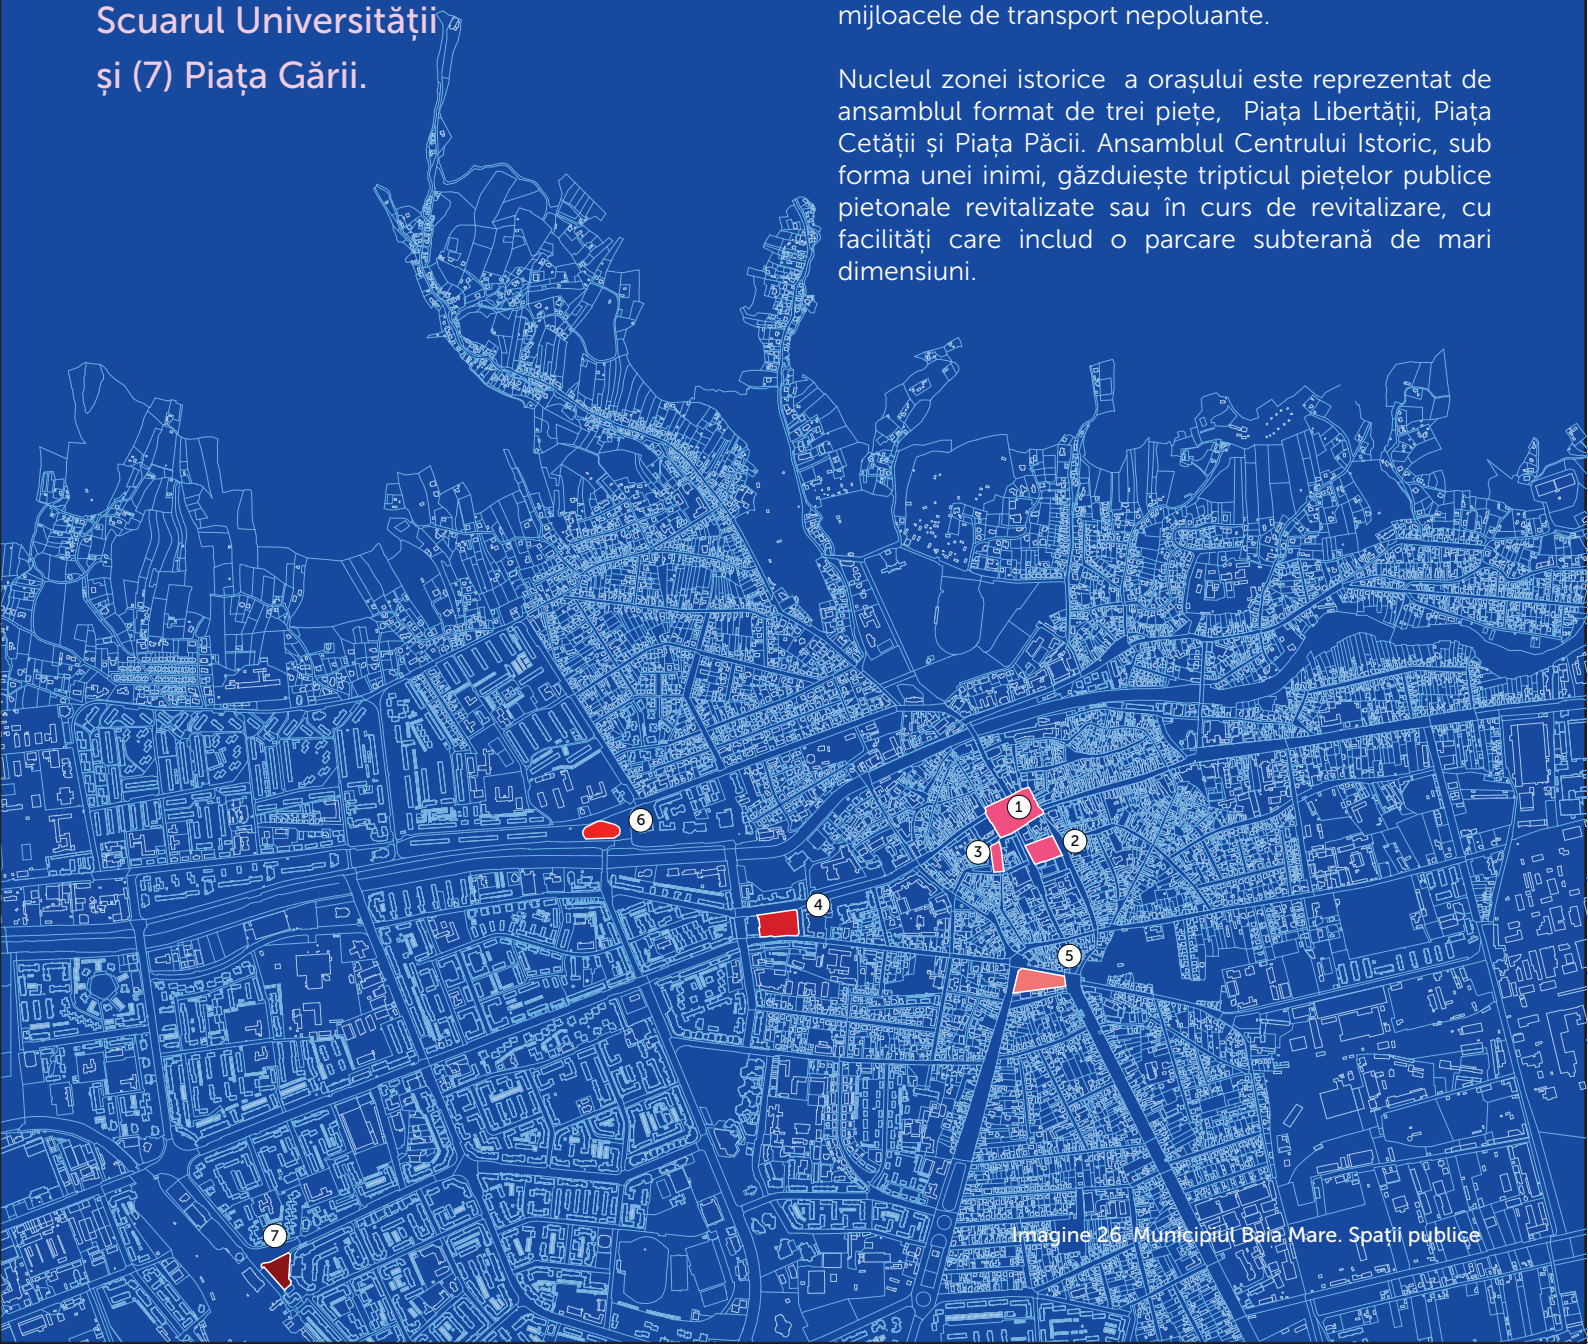 Scuarul Universității
și (7) Piața Gării.
mijloacele de transport nepoluante.
Nucleul zonei istorice a orașului este reprezentat de
ansamblul format de trei piețe, Piața Libertății, Piața
Cetății și Piața Păcii. Ansamblul Centrului Istoric, sub
forma unei inimi, găzduiește tripticul piețelor publice
pietonale revitalizate sau în curs de revitalizare, cu
facilități care includ o parcare subterană de mari
dimensiuni.
1
6
2
3
4
5
7
Imagine 26. Municipiul Baia Mare. Spații publice